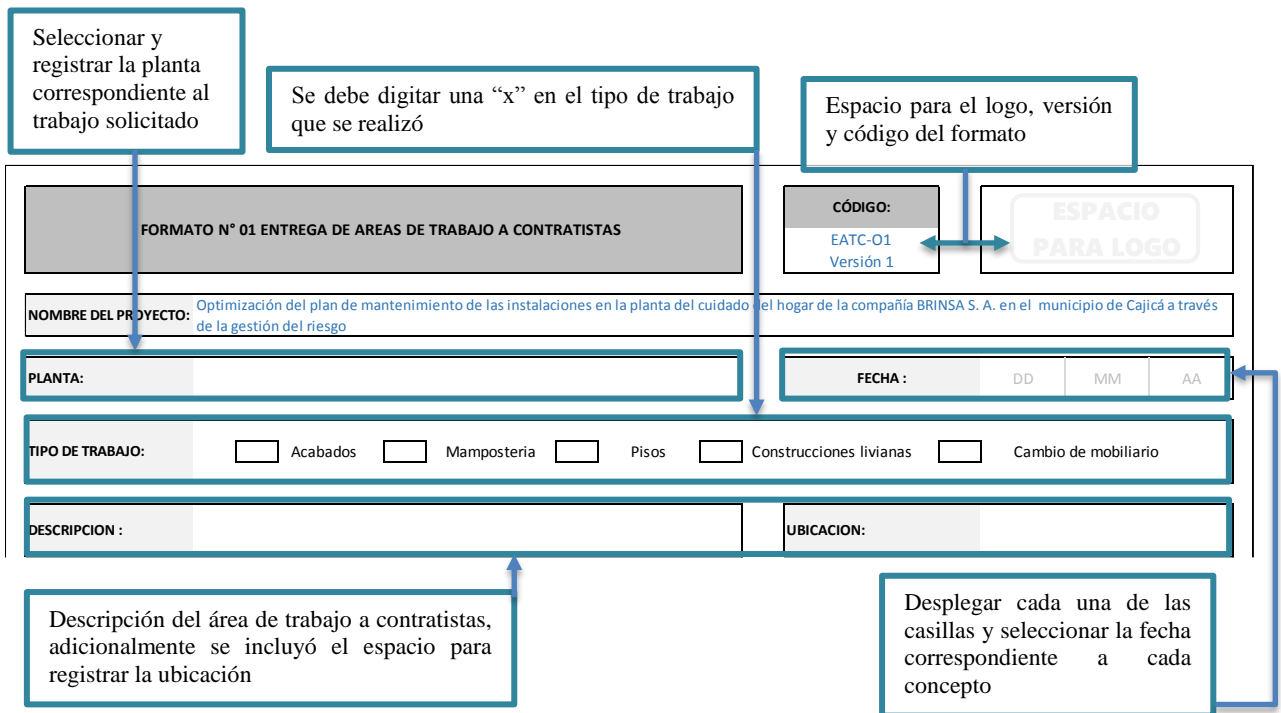 Seleccionar y
registrar la planta
correspondiente al
trabajo solicitado
Se debe digitar una “x” en el tipo de trabajo
que se realizó
Espacio para el logo, versión
y código del formato
FORMATO N° 01 ENTREGA DE AREAS DE TRABAJO A CONTRATISTAS
CÓDIGO:
EATC-O1
Versión 1
ESPACIO
PARA LOGO
NOMBRE DEL PROYECTO:
Optimización del plan de mantenimiento de las instalaciones en la planta del cuidado del hogar de la compañía BRINSA S. A. en el municipio de Cajicá a través
de la gestión del riesgo
PLANTA:
FECHA :
DD MM AA
TIPO DE TRABAJO:
Acabados Mamposteria Pisos Construcciones livianas Cambio de mobiliario
DESCRIPCION :
UBICACION:
Descripción del área de trabajo a contratistas,
adicionalmente se incluyó el espacio para
registrar la ubicación
Desplegar cada una de las
casillas y seleccionar la fecha
correspondiente a cada
concepto